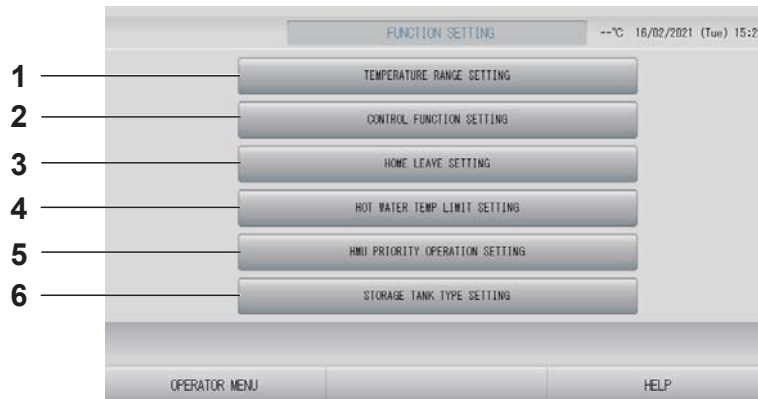 FUNCTION SETTING --℃ 16/02/2021 (Tue) 15:2
1 TEMPERATURE RANGE SETTING
2 CONTROL FUNCTION SETTING
3 HOME LEAVE SETTING
4 HOT WATER TEMP LIMIT SETTING
5 HMU PRIORITY OPERATION SETTING
6 STORAGE TANK TYPE SETTING
OPERATOR MENU HELP